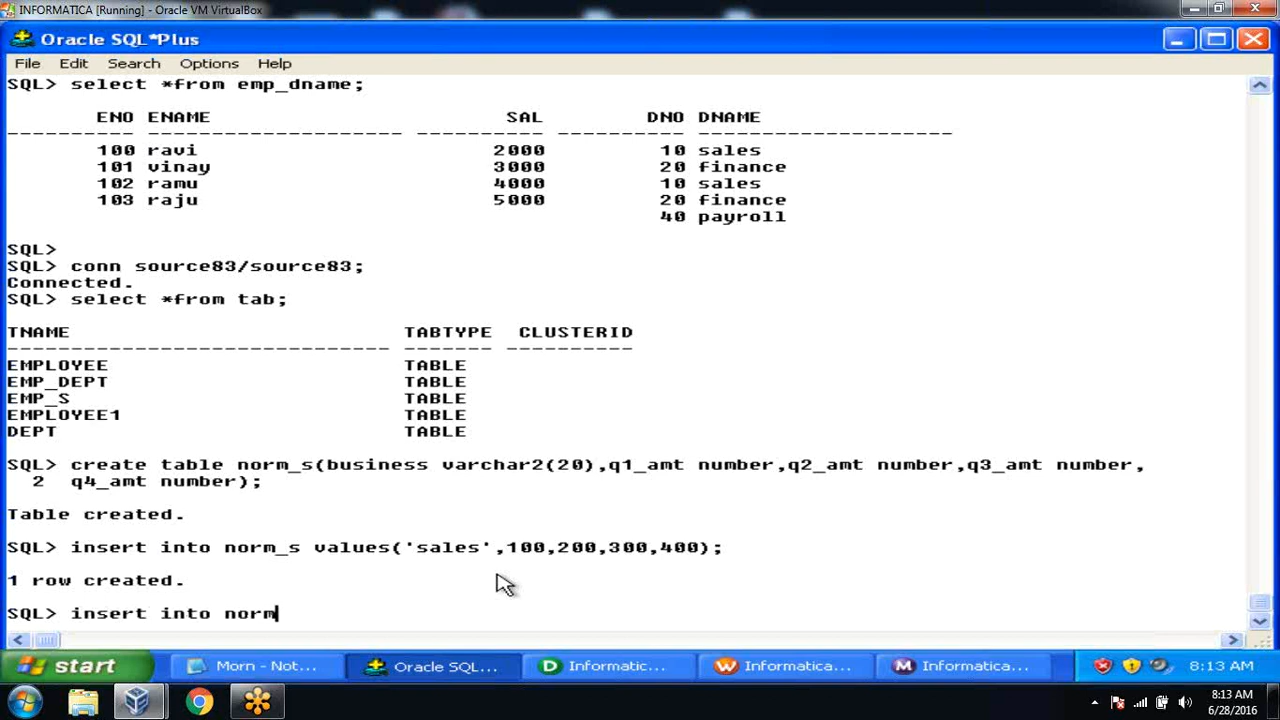 INFORMATICA [Running] - Oracle VM VirtualBox
Oracle SQL*Plus
File Edit Search Options Help
SQL> select *from emp_dname;
ENO ENAME SAL DNO DNAME
---------- -------------------- ---------- ---------- --------------------
100 ravi 2000 10 sales
101 vinay 3000 20 finance
102 ramu 4000 10 sales
103 raju 5000 20 finance
40 payroll
SQL>
SQL> conn source83/source83;
Connected.
SQL> select *from tab;
TNAME TABTYPE CLUSTERID
------------------------------ ------- ----------
EMPLOYEE TABLE
EMP_DEPT TABLE
EMP_S TABLE
EMPLOYEE1 TABLE
DEPT TABLE
SQL> create table norm_s(business varchar2(20),q1_amt number,q2_amt number,q3_amt number,
2 q4_amt number);
Table created.
SQL> insert into norm_s values('sales',100,200,300,400);
1 row created.
SQL> insert into norm
start Morn - Not... Oracle SQL... Informatic... Informatica... Informatica... 8:13 AM
8:13 AM
6/28/2016